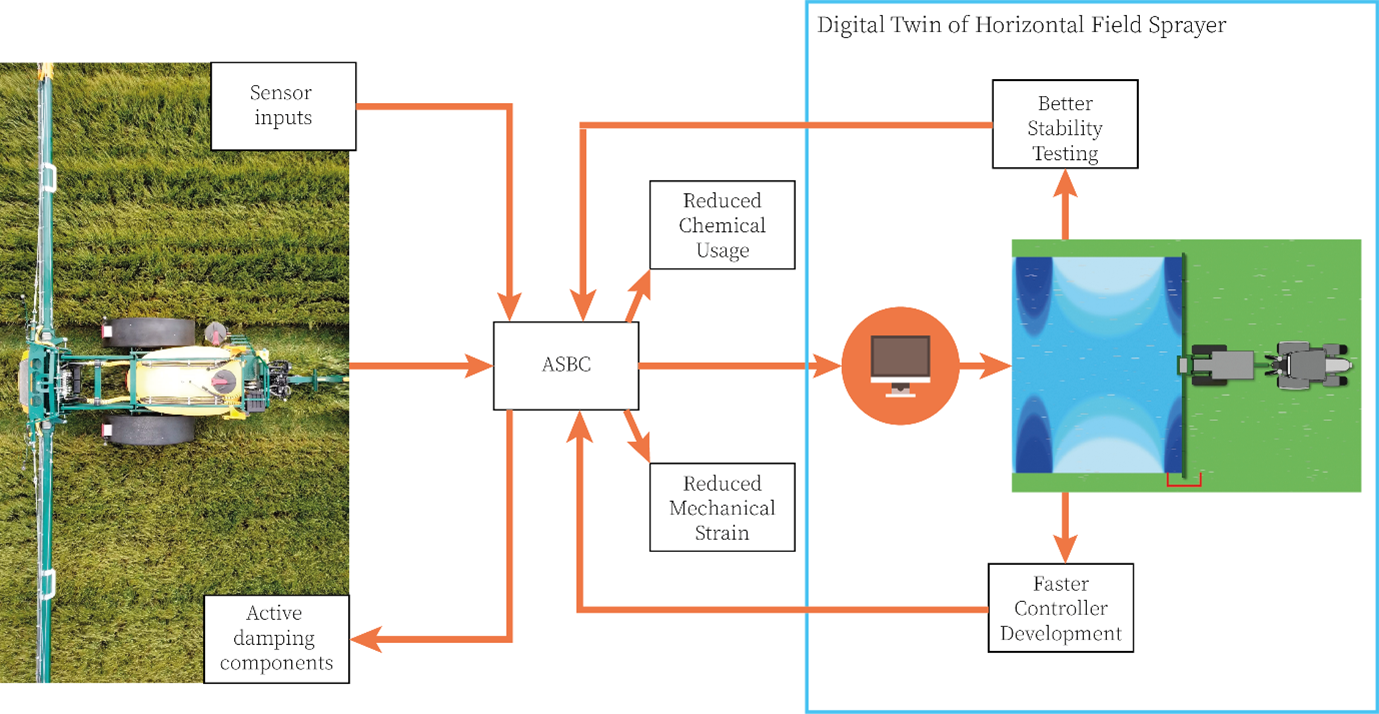 Digital Twin of Horizontal Field Sprayer
Sensor
inputs
Better
Stability
Testing
Reduced
Chemical
Usage
ASBC
Reduced
Mechanical
Strain
Active
damping
components
Faster
Controller
Development